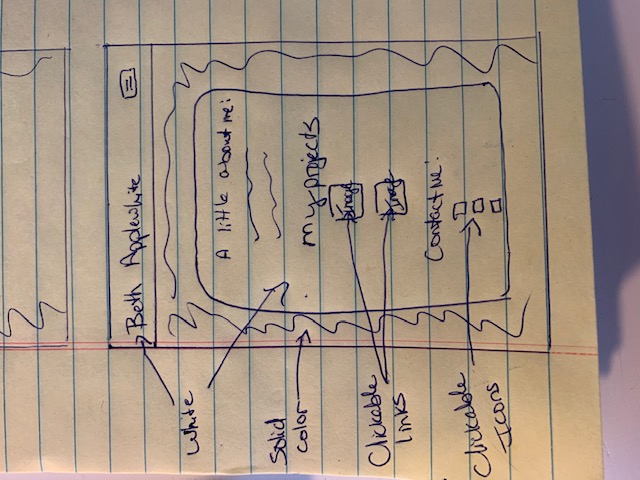 Beth Applewhite
White
A little about me:
Solid
color
My projects
image
Clickable
Links
image
Contact me:
Clickable
Icons